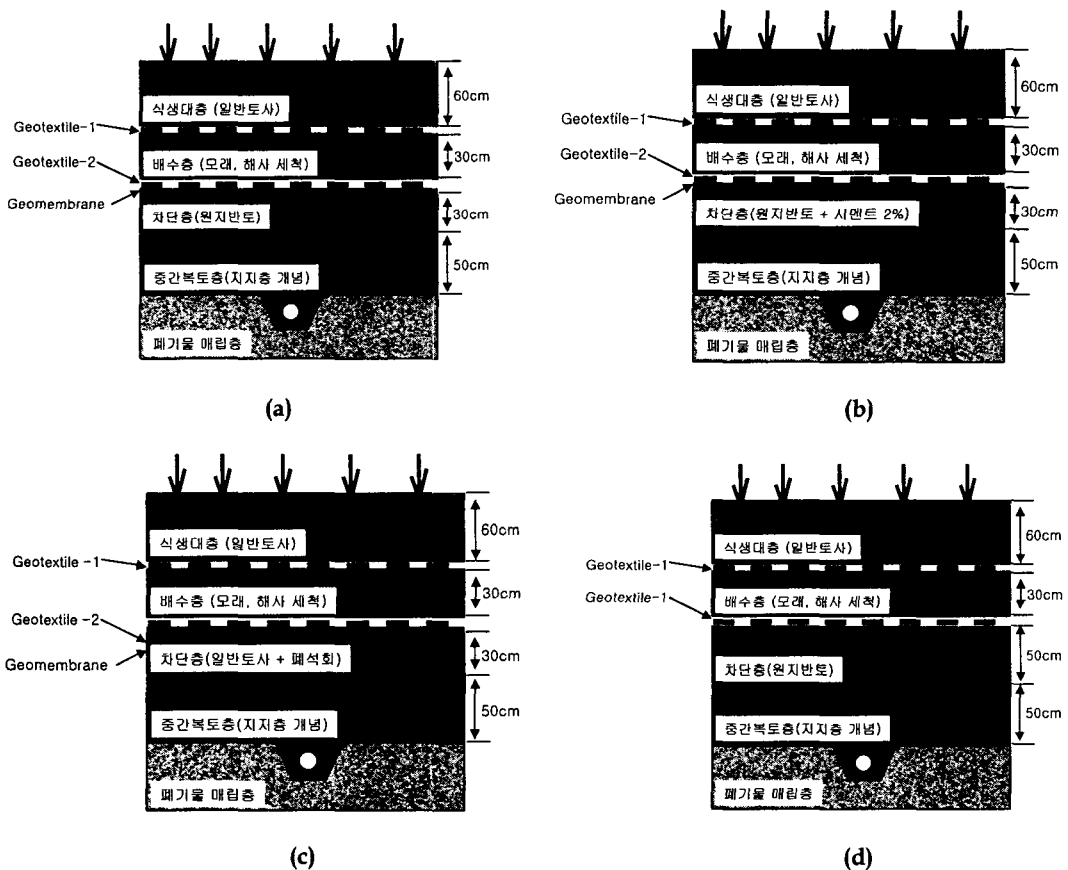 60cm
식생대층 (일반토사)
Geotextile-1
30cm
Geotextile-2
배수층 (모래, 해사 세척)
Geomembrane
30cm
차단층(원지반토)
50cm
중간복토층(지지층 개념)
폐기물 매립층
(a)
60cm
식생대층 (일반토사)
Geotextile-1
30cm
Geotextile-2
배수층 (모래, 해사 세척)
Geomembrane
30cm
차단층(원지반토 + 시멘트 2%)
50cm
중간복토층(지지층 개념)
폐기물 매립층
(b)
60cm
식생대층 (일반토사)
Geotextile -1
30cm
배수층 (모래, 해사 세척)
Geotextile -2
Geomembrane
30cm
차단층(일반토사 + 폐석회)
50cm
중간복토층(지지층 개념)
폐기물 매립층
(c)
60cm
식생대층 (일반토사)
Geotextile-1
30cm
Geotextile-1
배수층 (모래, 해사 세척)
50cm
차단층(원지반토)
50cm
중간복토층(지지층 개념)
폐기물 매립층
(d)